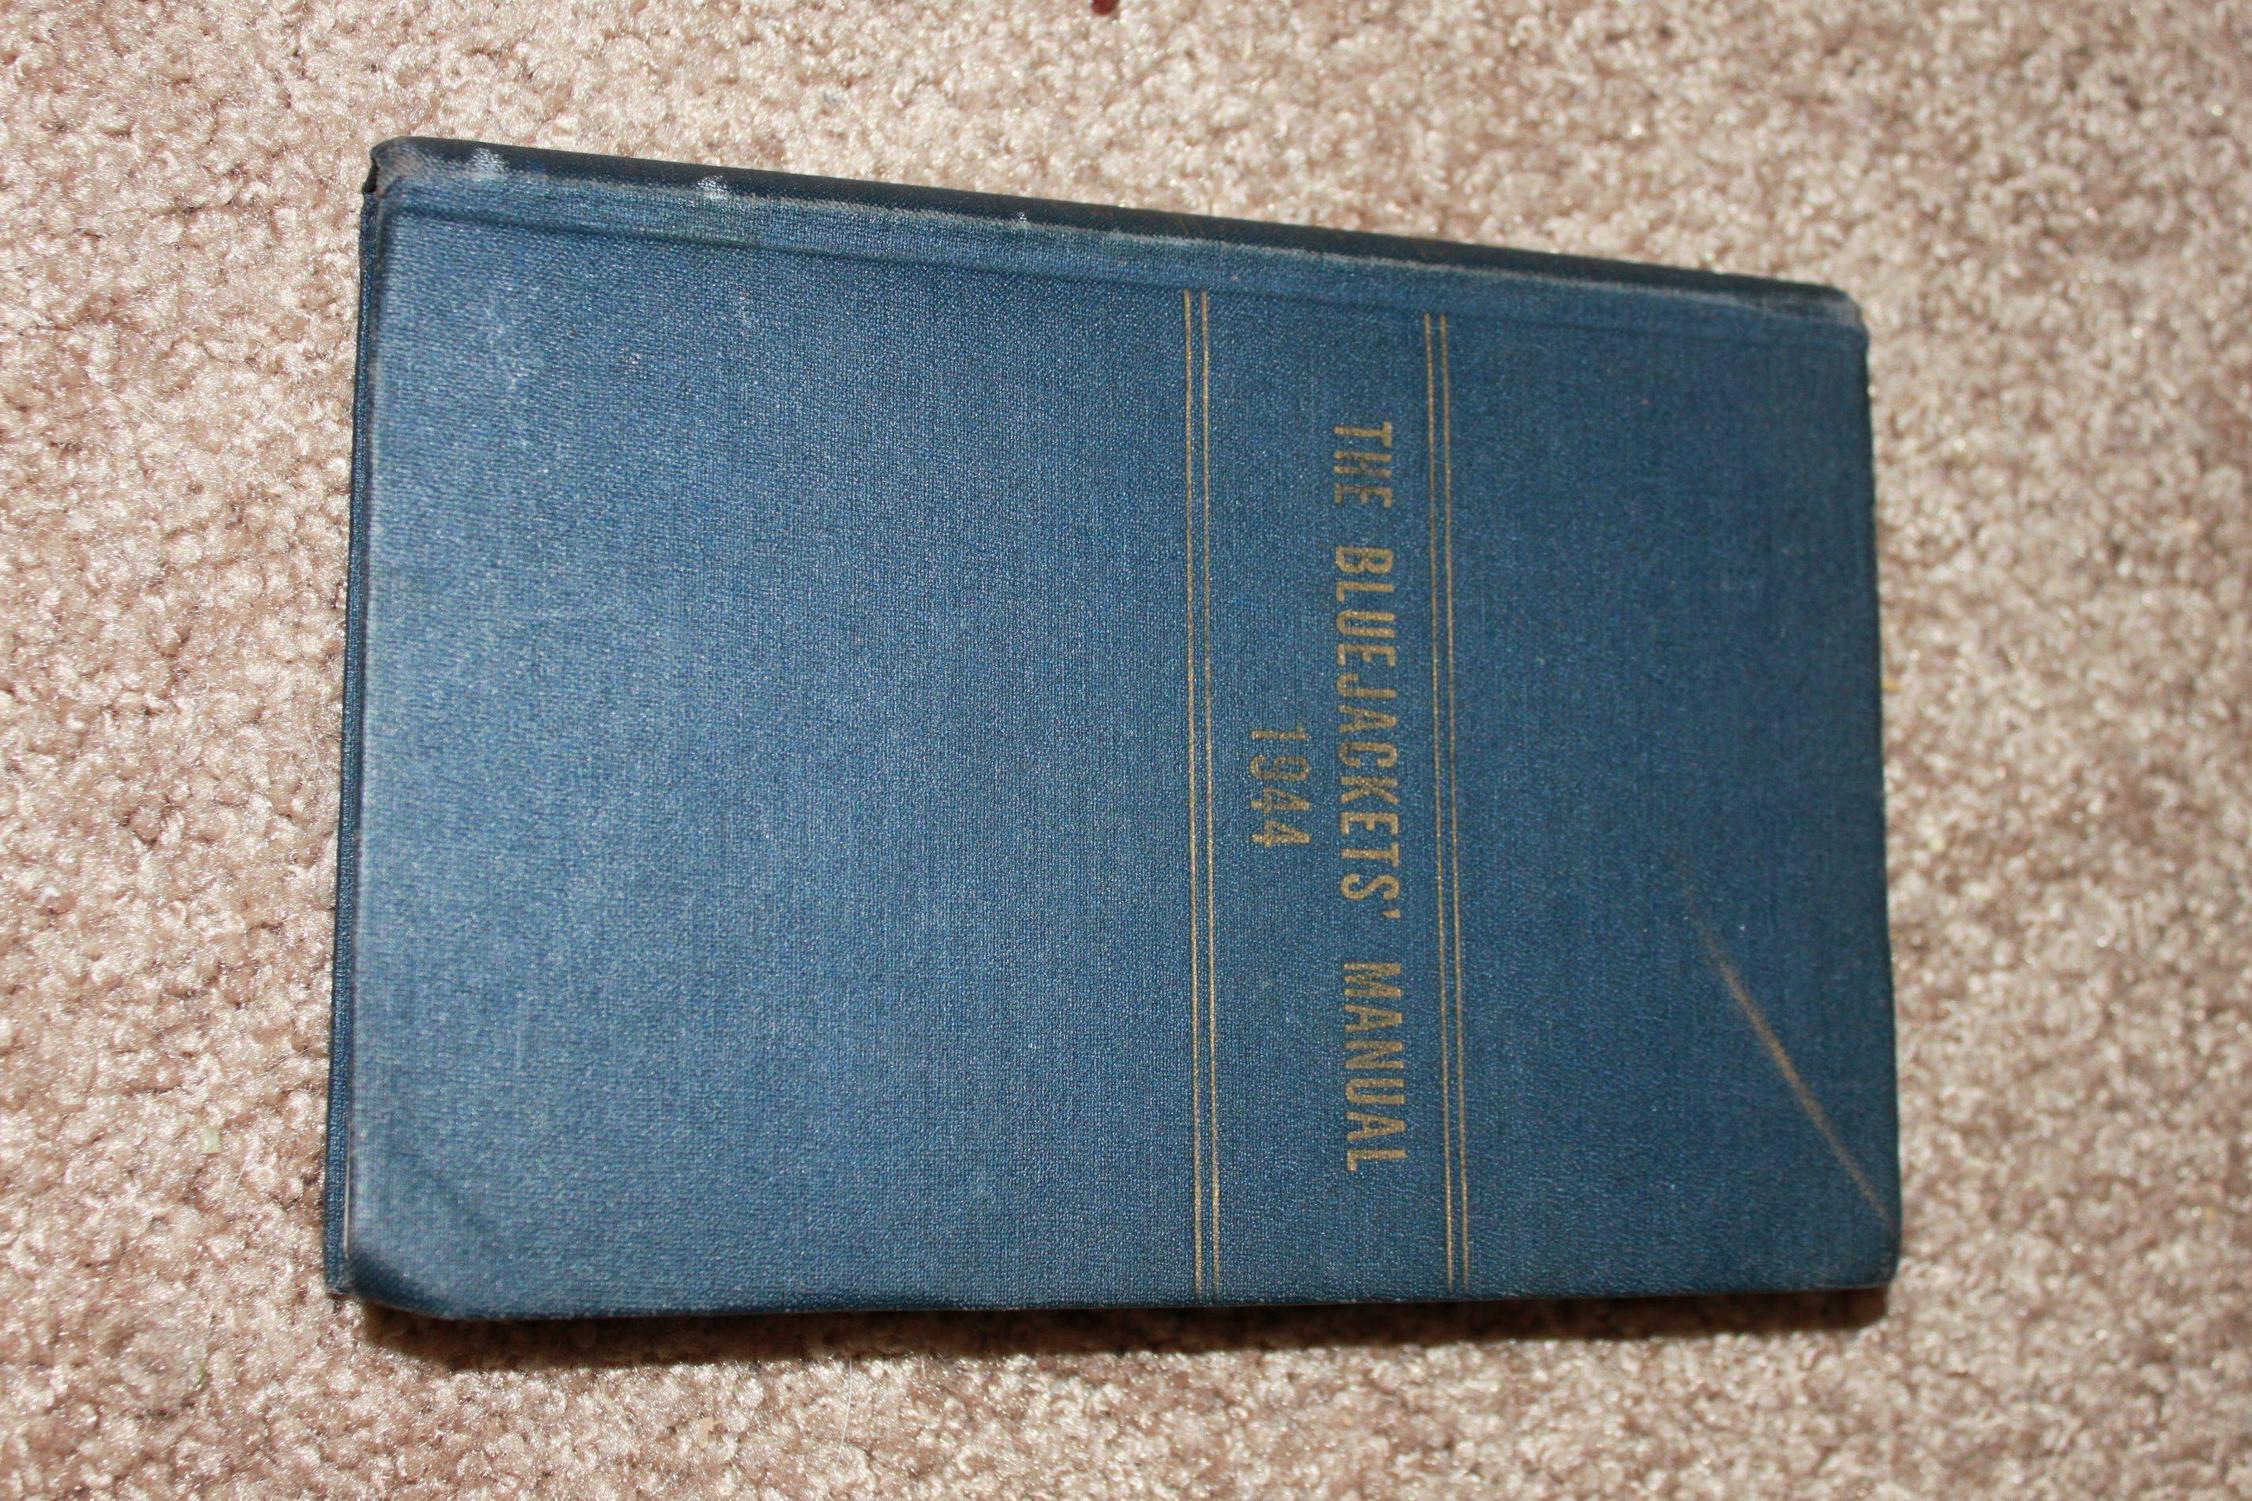 THE BLUEJACKETS' MANUAL
1944